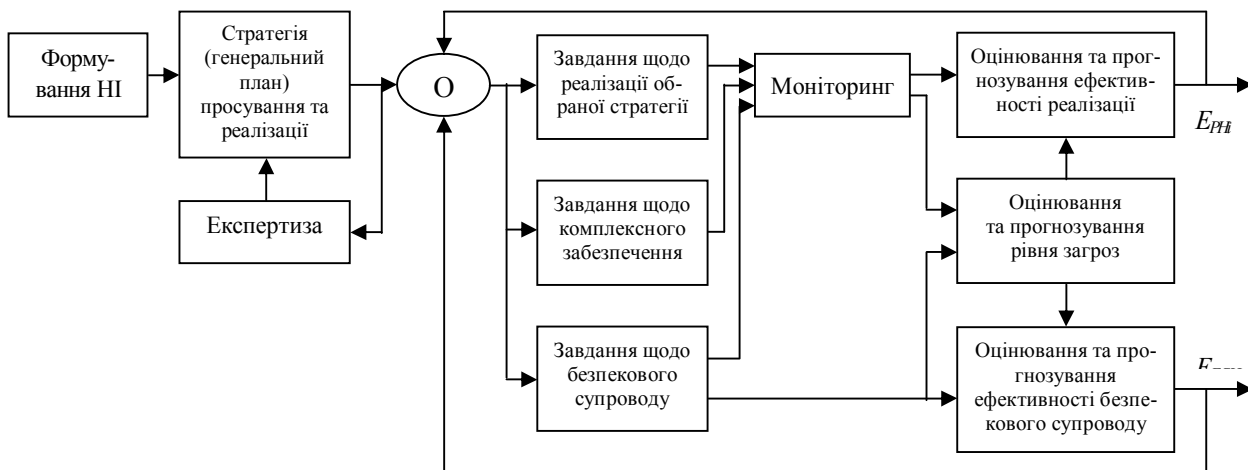 Форму-
вання НІ
Стратегія
(генеральний
план)
просування та
реалізації
Експертиза
О
Завдання щодо
реалізації об-
раної стратегії
Завдання щодо
комплексного
забезпечення
Завдання щодо
безпекового
супроводу
Моніторинг
Оцінювання та прог-
нозування ефектив-
ності реалізації
Оцінювання
та прогнозування
рівня загроз
Оцінювання та про-
гнозування
ефективності безпе-
кового супроводу
E_РНі